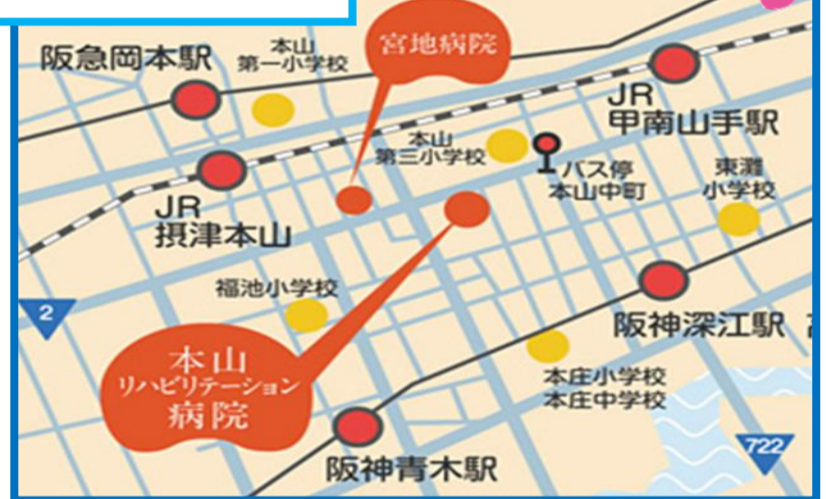 阪急岡本駅
本山
第一小学校
宮地病院
JR
甲南山手駅
本山
第三小学校
バス停
本山中町
東灘
小学校
JR
摂津本山
2
福池小学校
本山
リハビリテーション
病院
阪神深江駅
本庄小学校
本庄中学校
阪神青木駅
722